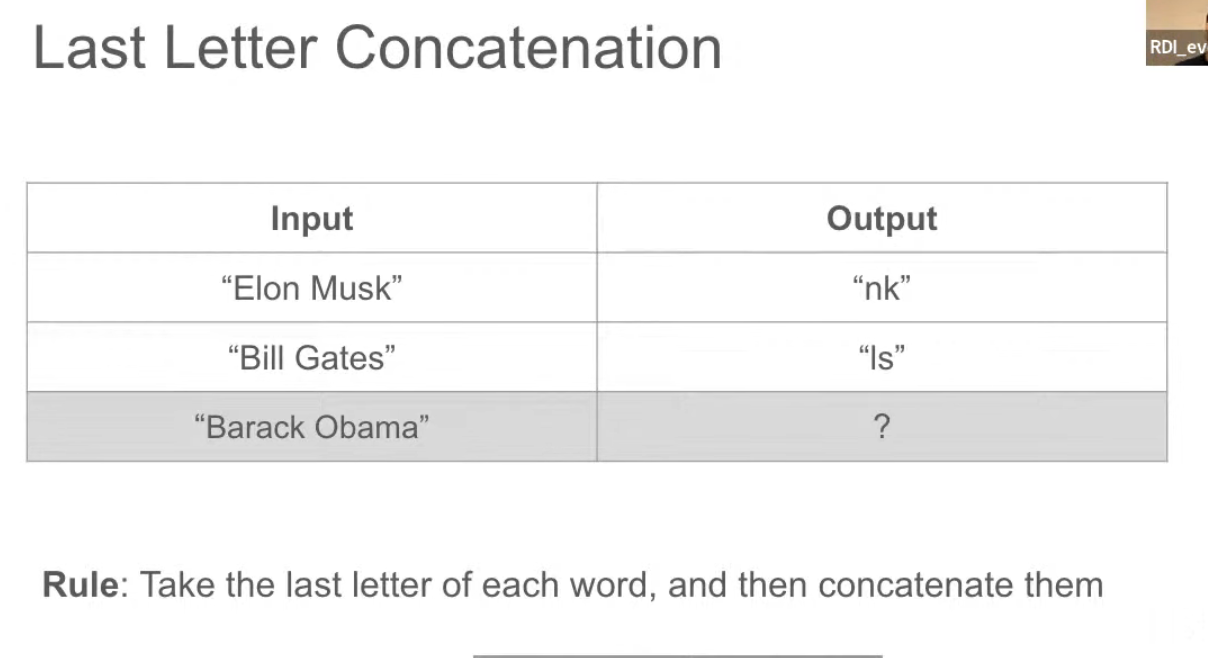 Last Letter Concatenation
RDI_ev
Input Output
“Elon Musk” “nk”
“Bill Gates” “ls”
“Barack Obama” ?
Rule: Take the last letter of each word, and then concatenate them